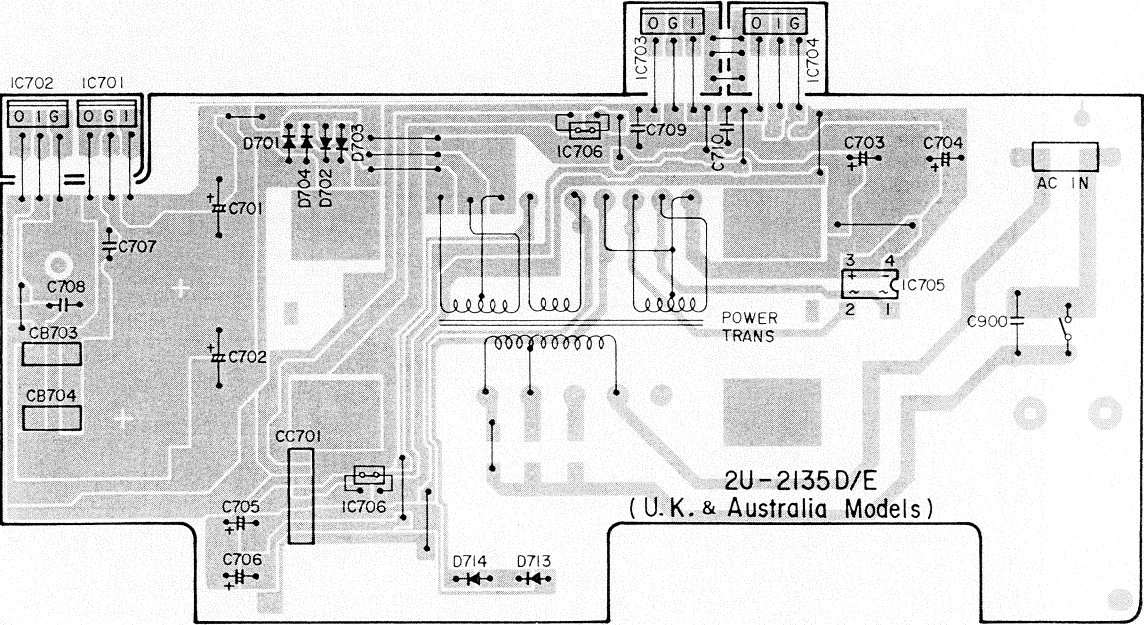 O G I
O I G
IC703
IC704
IC702 IC701
O I G
O G I
D701
D704
D702
D703
IC706
C709
C710
C703
C704
AC IN
C701
C707
C708
3 4
+ -
~ ~
2 1
IC705
CB703
C702
POWER
TRANS
C900
CB704
CC701
IC706
2U-2135D/E
(U.K. & Australia Models)
C705
+
C706
+
D714
D713